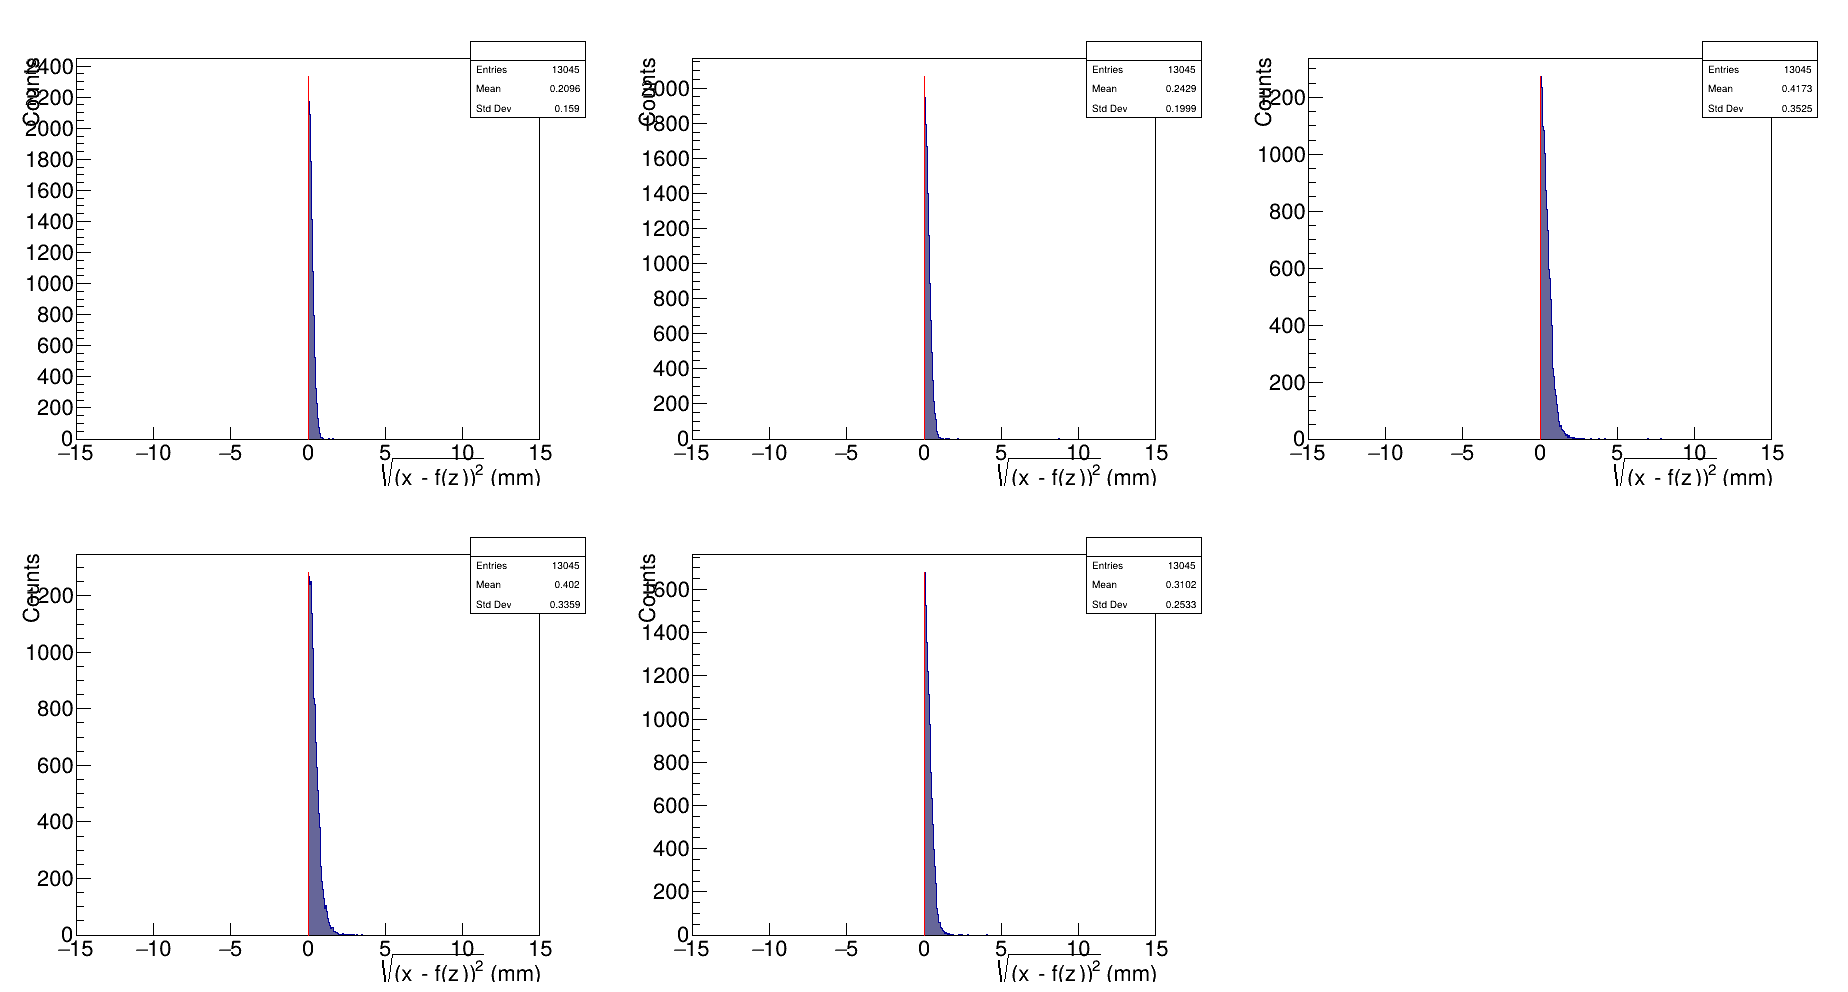 Counts
2400
2200
2000
1800
1600
1400
1200
1000
800
600
400
200
0
−15 −10 −5 0 5 10 15
√(x - f(z))² (mm)
Entries 13045
Mean 0.2096
Std Dev 0.159
Counts
2000
1800
1600
1400
1200
1000
800
600
400
200
0
−15 −10 −5 0 5 10 15
√(x - f(z))² (mm)
Entries 13045
Mean 0.2429
Std Dev 0.1999
Counts
1200
1000
800
600
400
200
0
−15 −10 −5 0 5 10 15
√(x - f(z))² (mm)
Entries 13045
Mean 0.4173
Std Dev 0.3525
Counts
1200
1000
800
600
400
200
0
−15 −10 −5 0 5 10 15
√(x - f(z))² (mm)
Entries 13045
Mean 0.402
Std Dev 0.3359
Counts
1600
1400
1200
1000
800
600
400
200
0
−15 −10 −5 0 5 10 15
√(x - f(z))² (mm)
Entries 13045
Mean 0.3102
Std Dev 0.2533